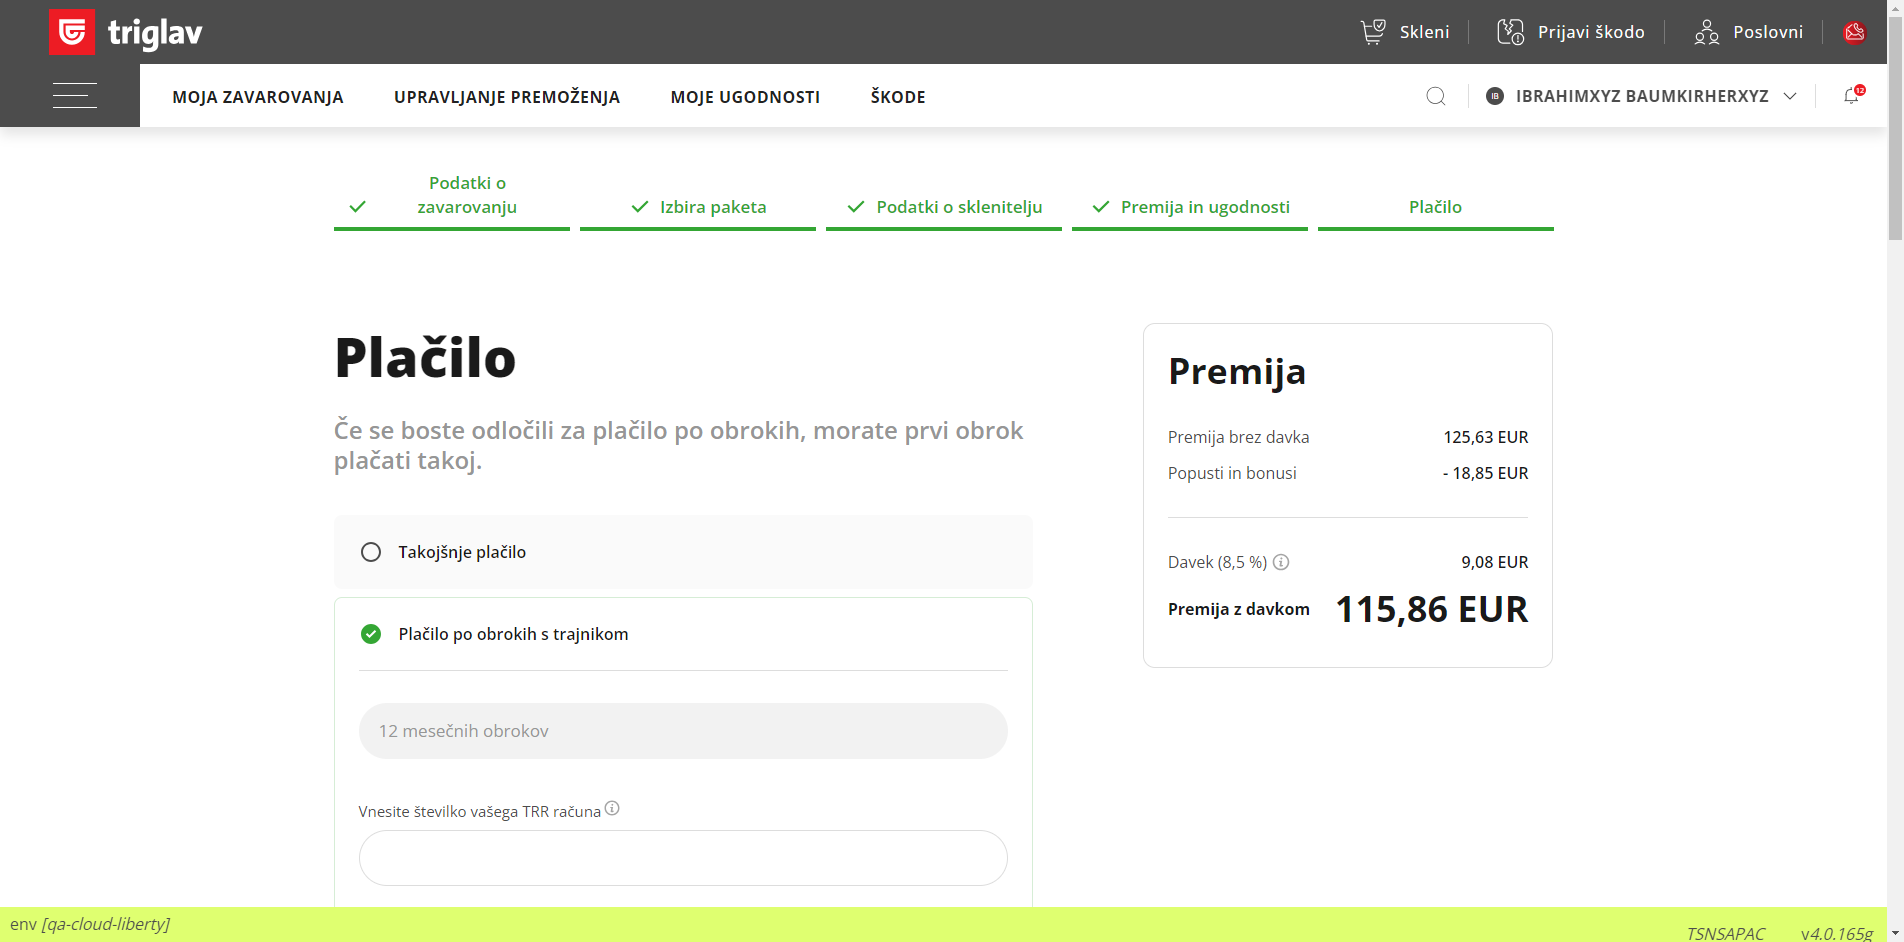 triglav
Skleni
Prijavi škodo
Poslovni
MOJA ZAVAROVANJA
UPRAVLJANJE PREMOŽENJA
MOJE UGODNOSTI
ŠKODE
IB
IBRAHIMXYZ BAUMKIRHERXYZ
12
Podatki o
zavarovanju
Izbira paketa
Podatki o sklenitelju
Premija in ugodnosti
Plačilo
Plačilo
Če se boste odločili za plačilo po obrokih, morate prvi obrok
plačati takoj.
Takojšnje plačilo
Plačilo po obrokih s trajnikom
12 mesečnih obrokov
Vnesite številko vašega TRR računa
Premija
Premija brez davka 125,63 EUR
Popusti in bonusi - 18,85 EUR
Davek (8,5 %) 9,08 EUR
Premija z davkom 115,86 EUR
env [qa-cloud-liberty]
TSNSAPAC v4.0.165g